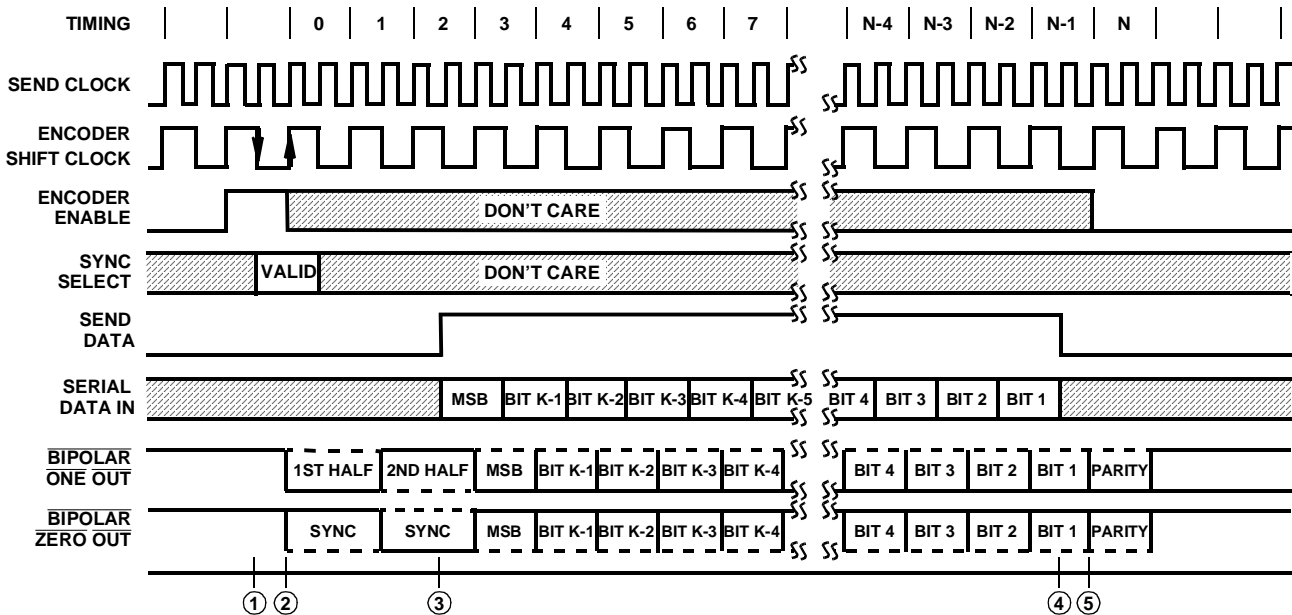 TIMING 0 1 2 3 4 5 6 7 N-4 N-3 N-2 N-1 N
SEND CLOCK
ENCODER
SHIFT CLOCK
ENCODER
ENABLE
DON'T CARE
SYNC
SELECT
VALID
DON'T CARE
SEND
DATA
SERIAL
DATA IN
MSB BIT K-1 BIT K-2 BIT K-3 BIT K-4 BIT K-5 BIT 4 BIT 3 BIT 2 BIT 1
BIPOLAR
ONE OUT
1ST HALF 2ND HALF MSB BIT K-1 BIT K-2 BIT K-3 BIT K-4 BIT 4 BIT 3 BIT 2 BIT 1 PARITY
BIPOLAR
ZERO OUT
SYNC SYNC MSB BIT K-1 BIT K-2 BIT K-3 BIT K-4 BIT 4 BIT 3 BIT 2 BIT 1 PARITY
1 2 3 4 5